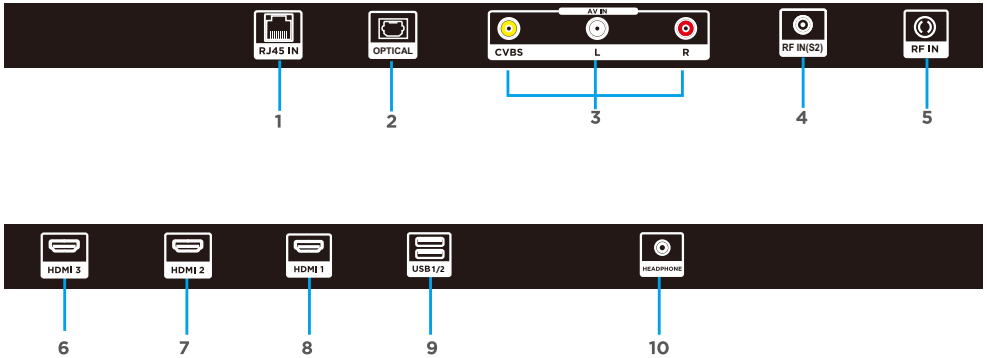 AV IN
RJ45 IN
OPTICAL
CVBS L R
RF IN(S2)
RF IN
1 2 3 4 5
HDMI 3
HDMI 2
HDMI 1
USB 1/2
HEADPHONE
6 7 8 9 10